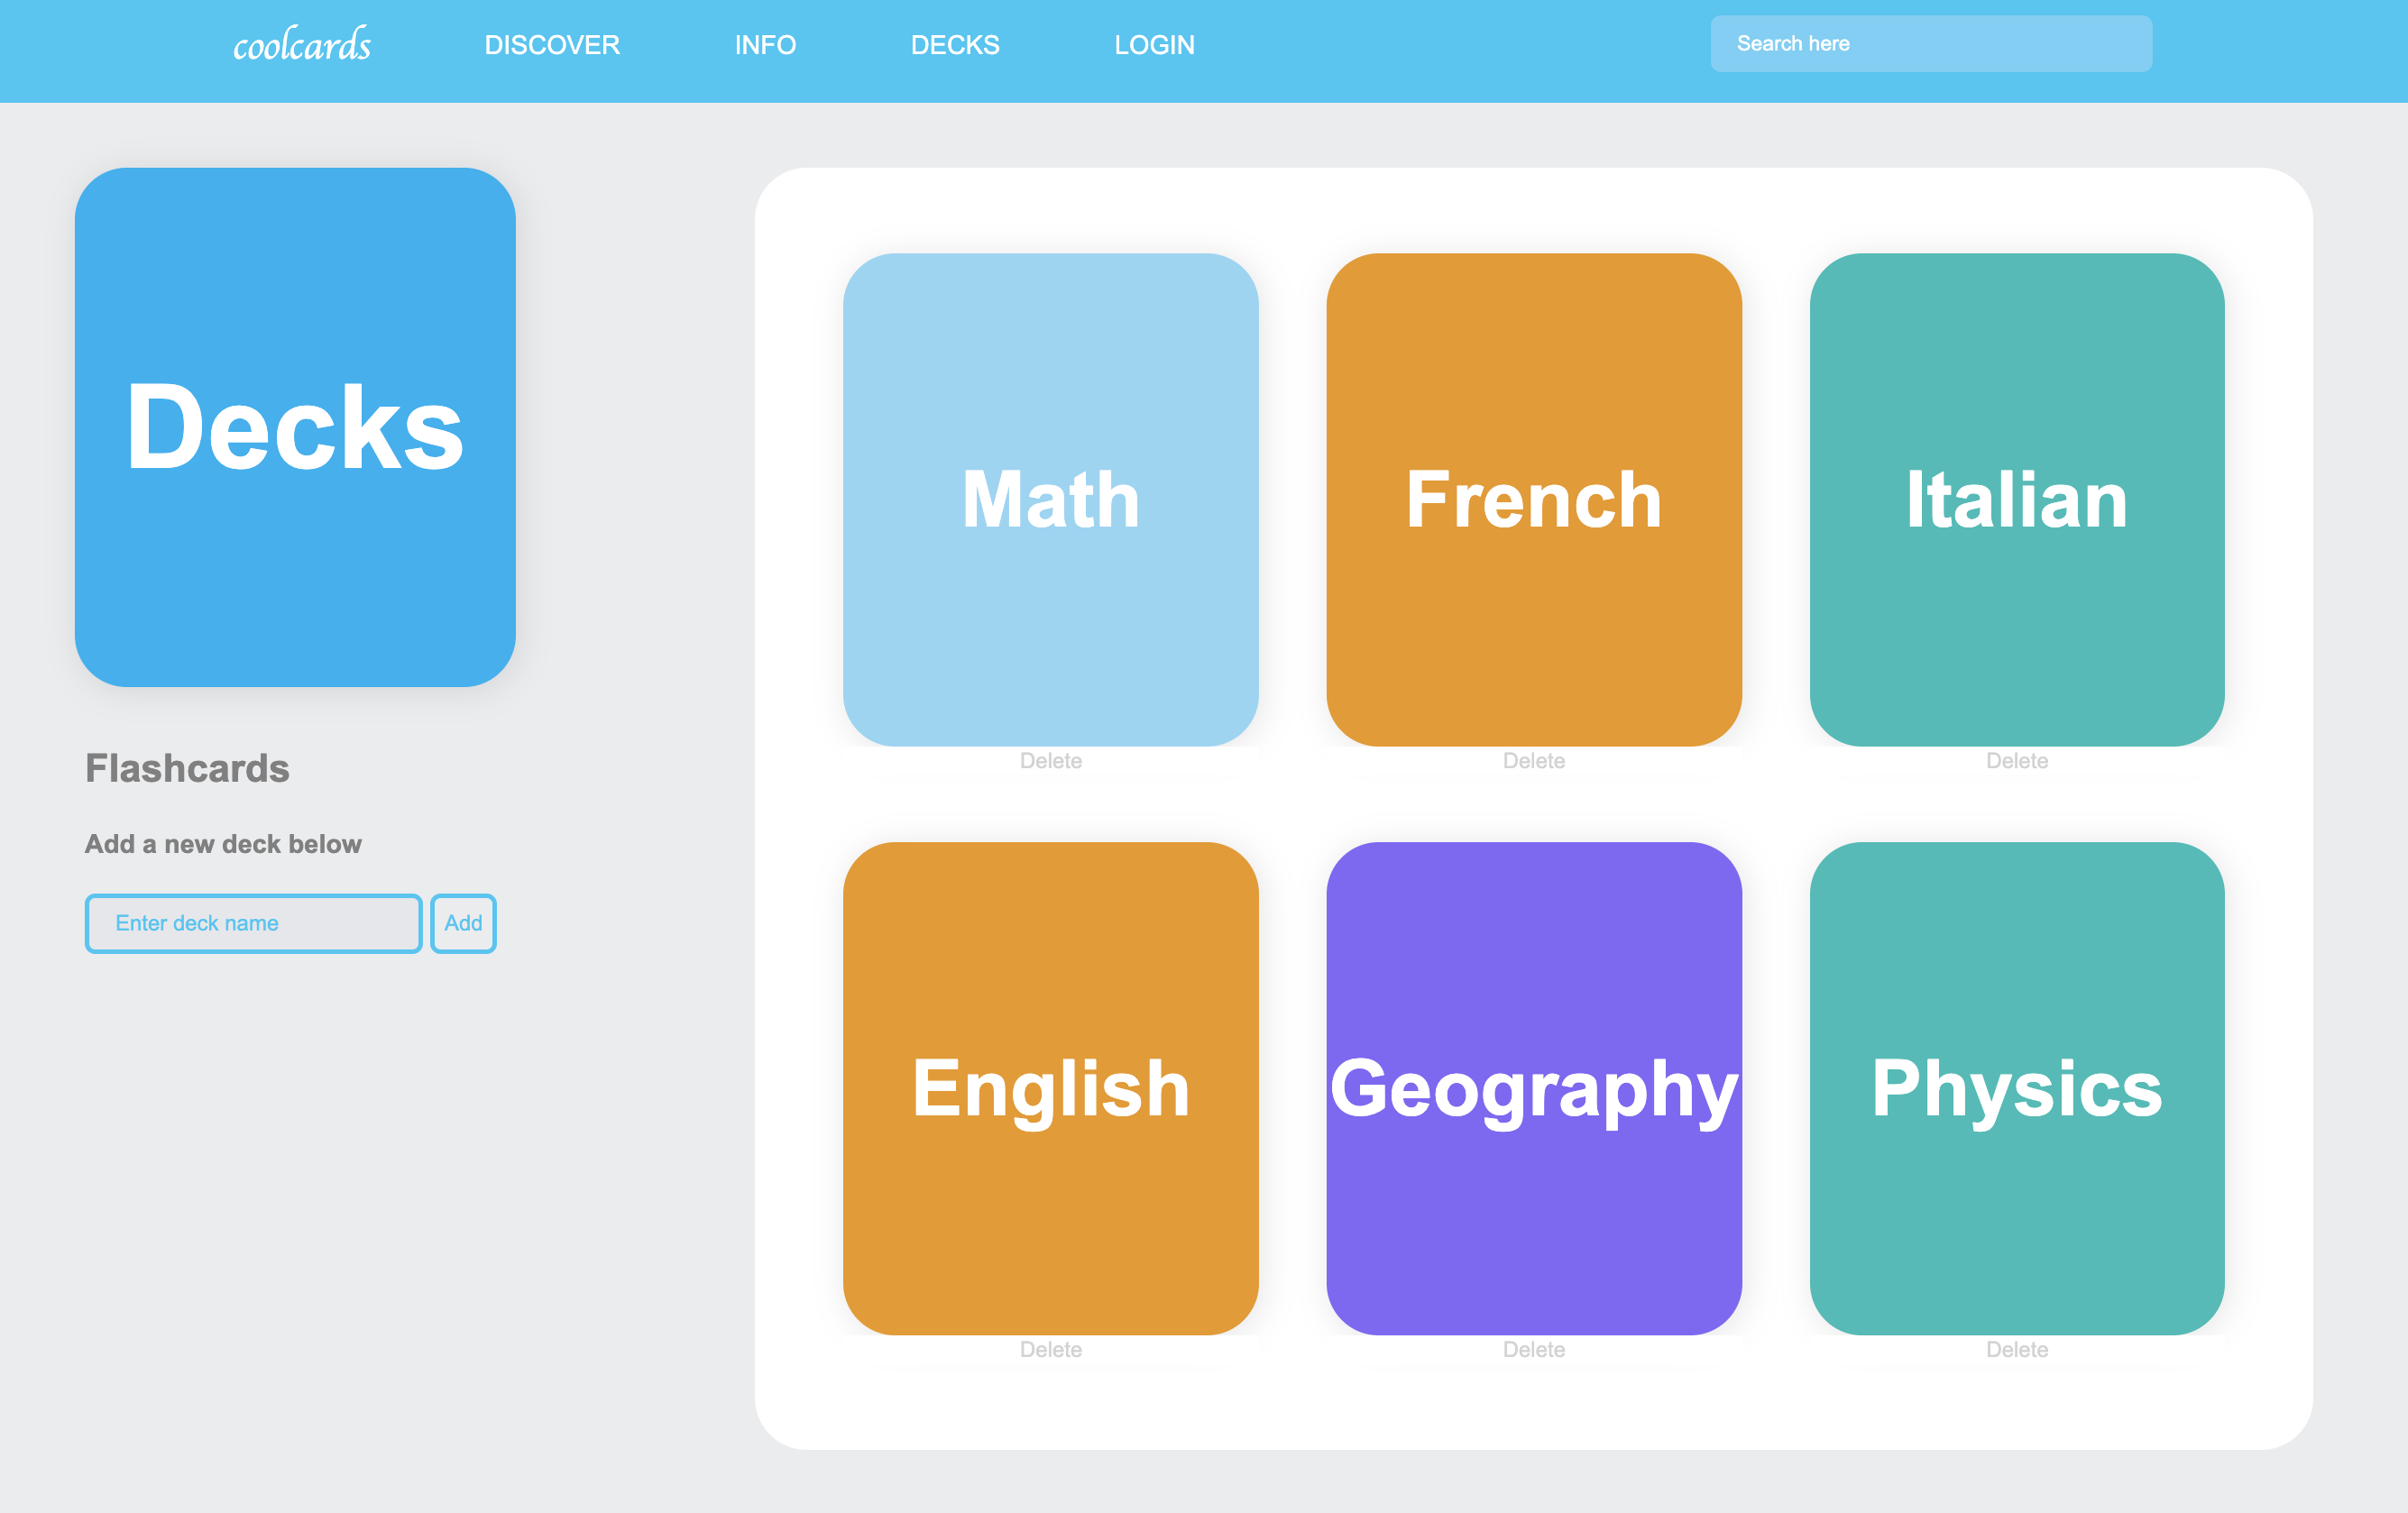 coolcards
DISCOVER
INFO
DECKS
LOGIN
Search here
Decks
Flashcards
Add a new deck below
Enter deck name
Add
Math
French
Italian
Delete
Delete
Delete
English
Geography
Physics
Delete
Delete
Delete